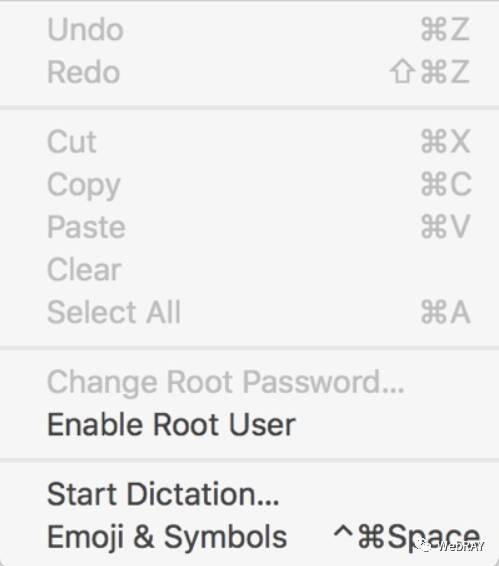 Undo ⌘Z
Redo ⇧⌘Z
Cut ⌘X
Copy ⌘C
Paste ⌘V
Clear
Select All ⌘A
Change Root Password...
Enable Root User
Start Dictation...
Emoji & Symbols ^⌘Space
WebRAY